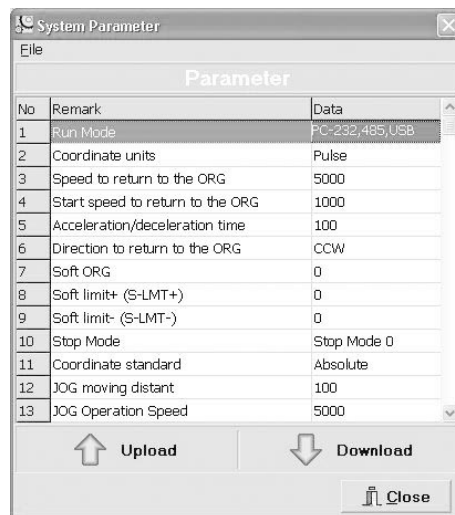 System Parameter
File
Parameter
No Remark Data
1 Run Mode PC-232,485,USB
2 Coordinate units Pulse
3 Speed to return to the ORG 5000
4 Start speed to return to the ORG 1000
5 Acceleration/deceleration time 100
6 Direction to return to the ORG CCW
7 Soft ORG 0
8 Soft limit+ (S-LMT+) 0
9 Soft limit- (S-LMT-) 0
10 Stop Mode Stop Mode 0
11 Coordinate standard Absolute
12 JOG moving distant 100
13 JOG Operation Speed 5000
Upload Download
Close